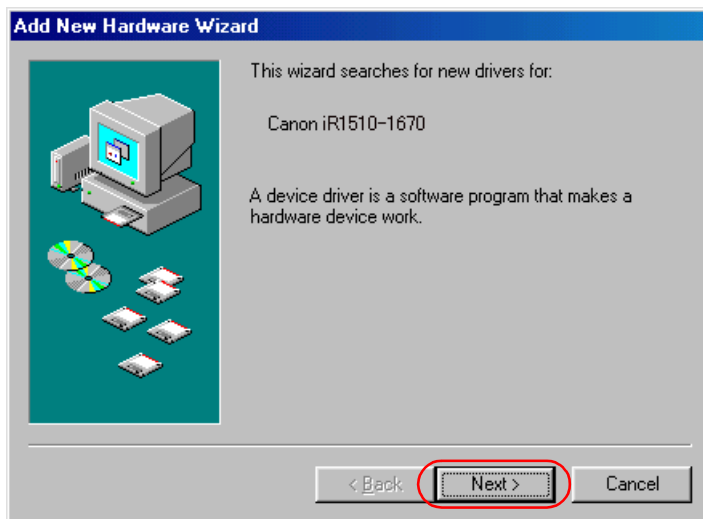 Add New Hardware Wizard
This wizard searches for new drivers for:
Canon iR1510-1670
A device driver is a software program that makes a
hardware device work.
< Back
Next >
Cancel